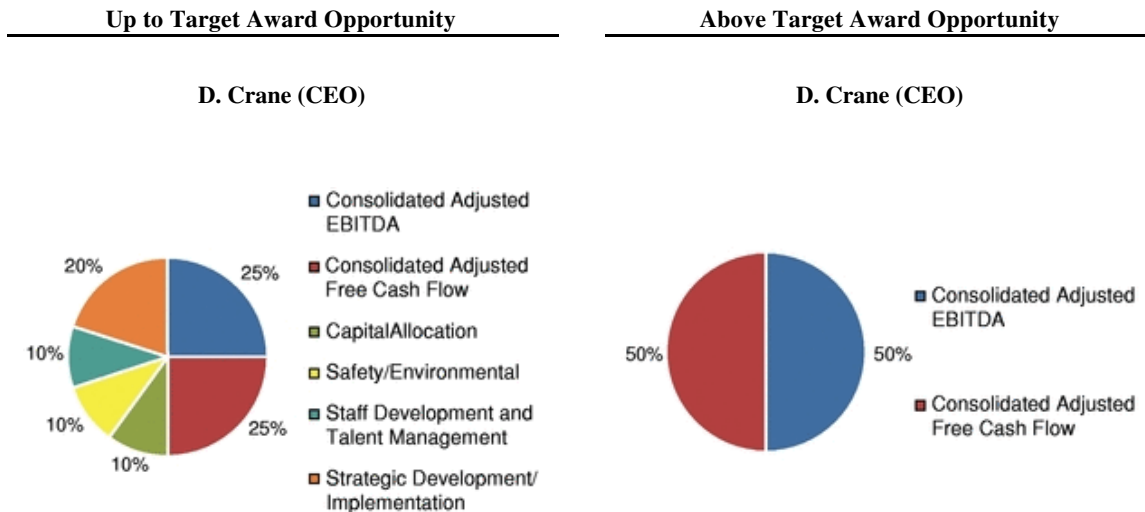 Up to Target Award Opportunity
Above Target Award Opportunity
D. Crane (CEO)
D. Crane (CEO)
20%
25%
10%
10%
10%
25%
Consolidated Adjusted
EBITDA
Consolidated Adjusted
Free Cash Flow
CapitalAllocation
Safety/Environmental
Staff Development and
Talent Management
Strategic Development/
Implementation
50%
50%
Consolidated Adjusted
EBITDA
Consolidated Adjusted
Free Cash Flow